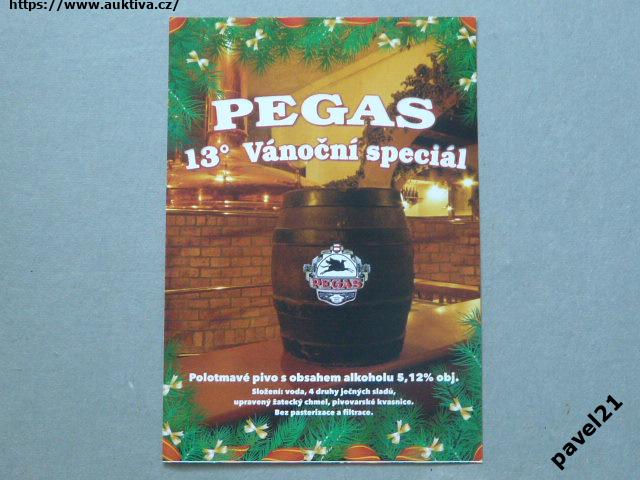 https://www.auktiva.cz/
PEGAS
13° Vánoční speciál
PEGAS
Polotmavé pivo s obsahem alkoholu 5,12% obj.
Složení: voda, 4 druhy ječných sladů,
upravený žatecký chmel, pivovarské kvasnice.
Bez pasterizace a filtrace.
pavel21